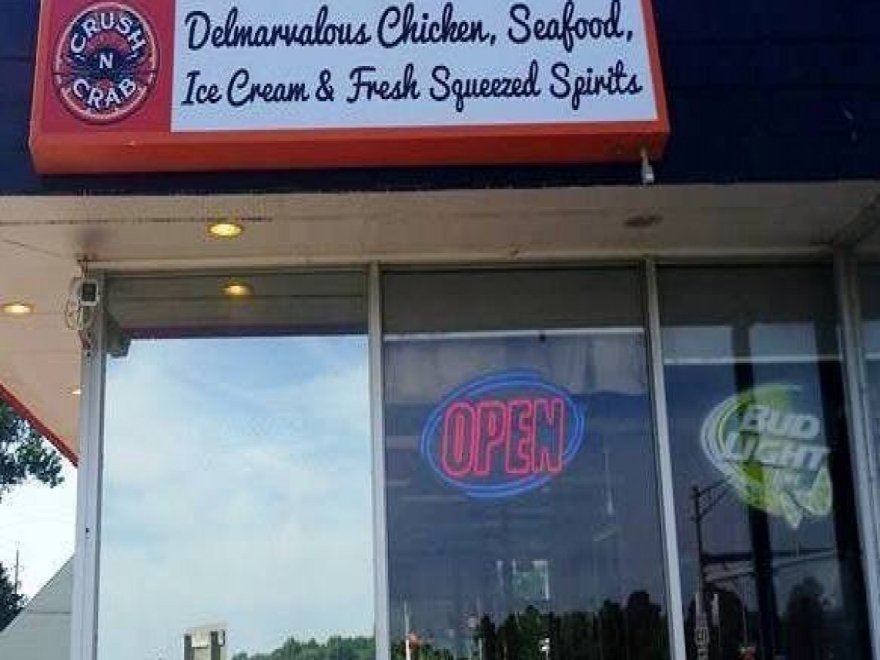 CRUSH
N
CRAB
Delmarvalous Chicken, Seafood,
Ice Cream & Fresh Squeezed Spirits
OPEN
BUD
LIGHT